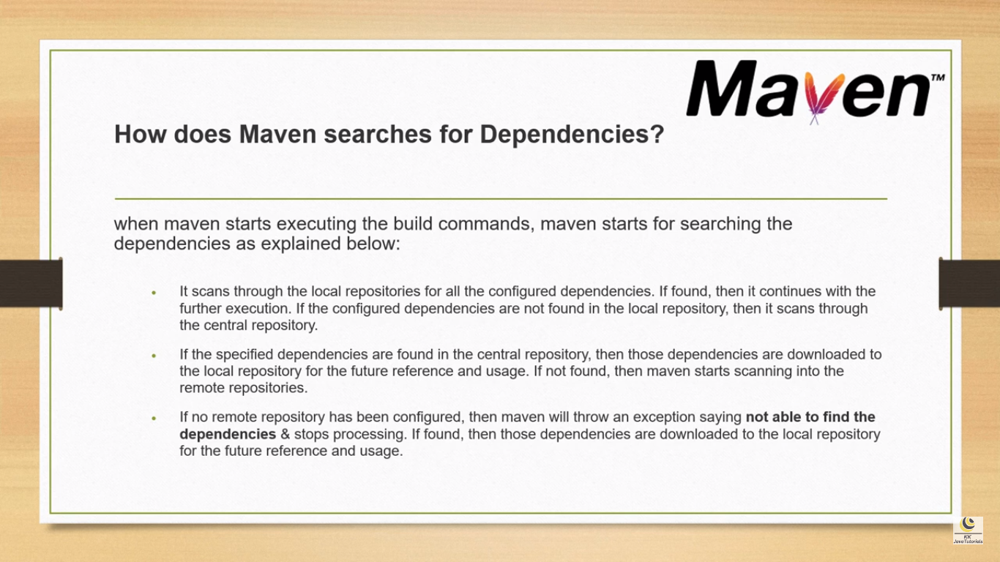 Maven™
How does Maven searches for Dependencies?
when maven starts executing the build commands, maven starts for searching the
dependencies as explained below:
• It scans through the local repositories for all the configured dependencies. If found, then it continues with the
further execution. If the configured dependencies are not found in the local repository, then it scans through
the central repository.
• If the specified dependencies are found in the central repository, then those dependencies are downloaded to
the local repository for the future reference and usage. If not found, then maven starts scanning into the
remote repositories.
• If no remote repository has been configured, then maven will throw an exception saying not able to find the
dependencies & stops processing. If found, then those dependencies are downloaded to the local repository
for the future reference and usage.
KK
JavaTutorials